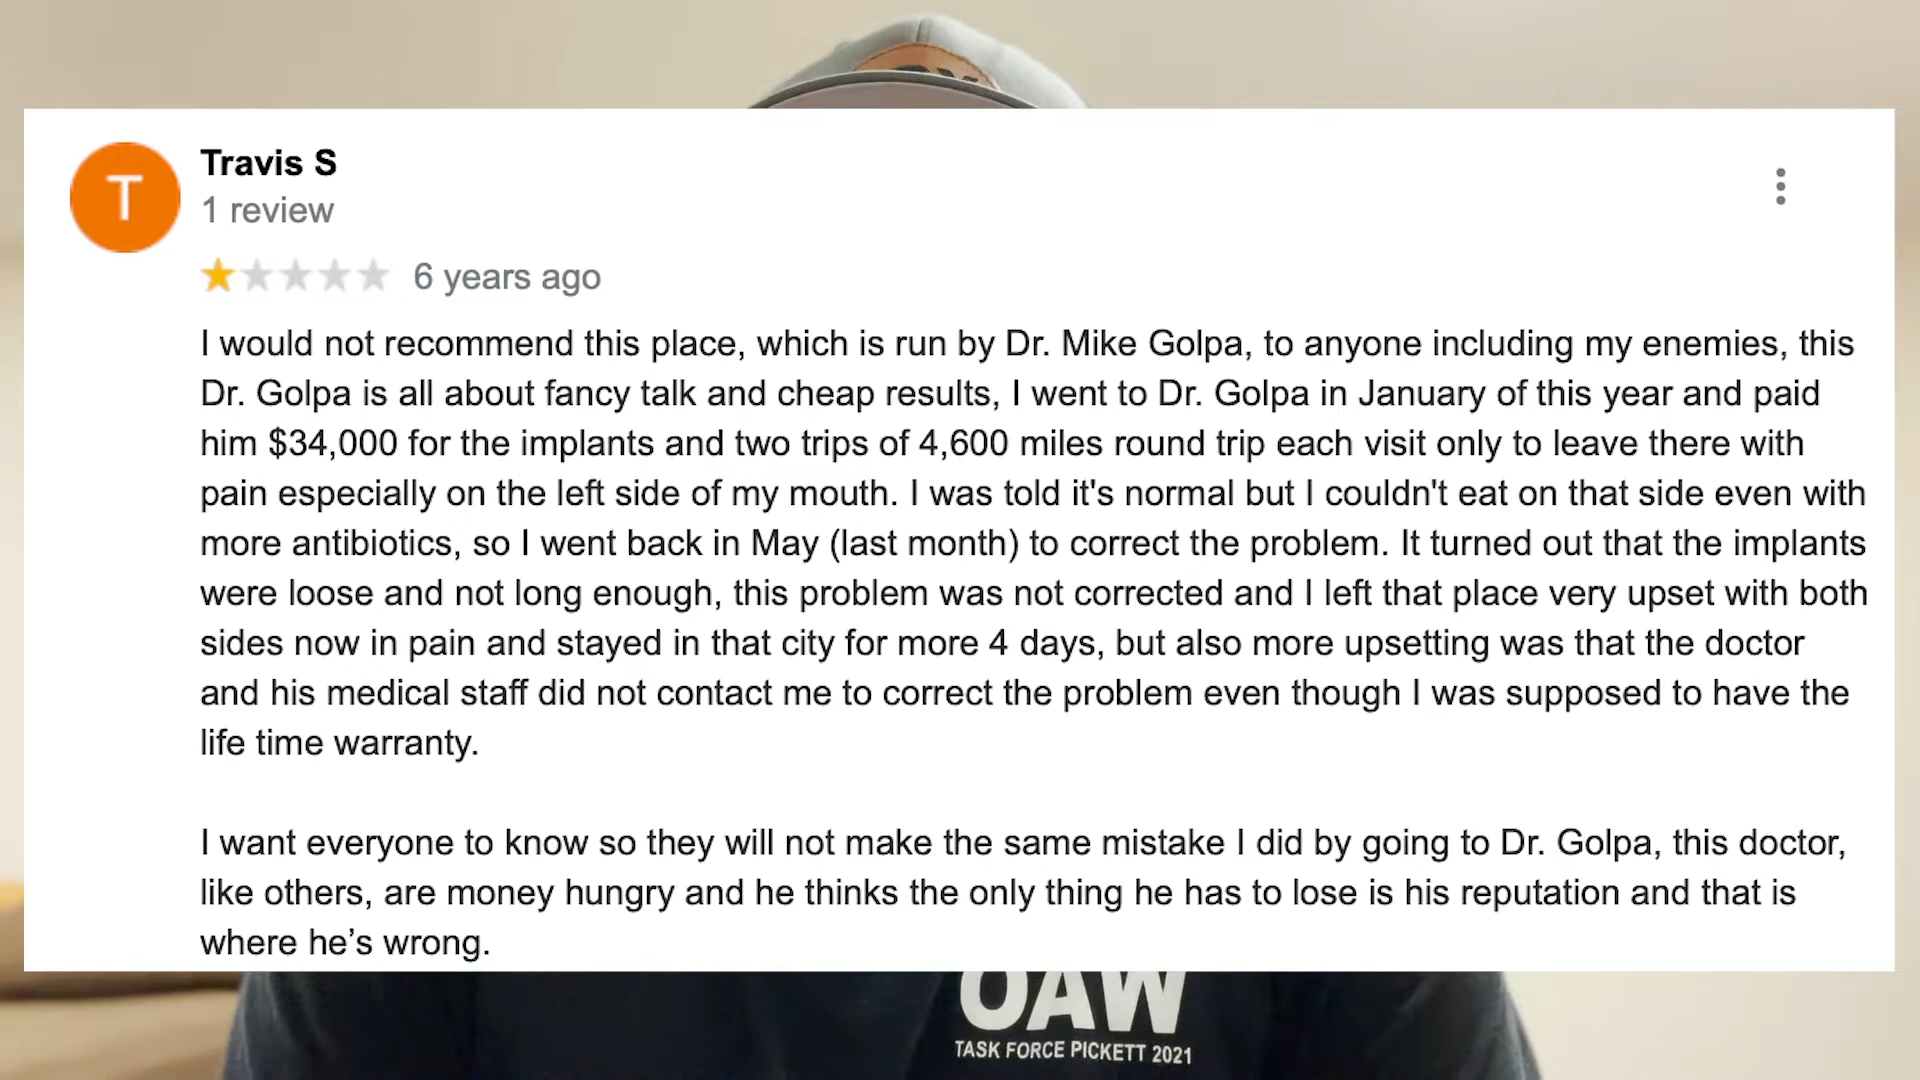 T
Travis S
1 review
6 years ago
I would not recommend this place, which is run by Dr. Mike Golpa, to anyone including my enemies, this
Dr. Golpa is all about fancy talk and cheap results, I went to Dr. Golpa in January of this year and paid
him $34,000 for the implants and two trips of 4,600 miles round trip each visit only to leave there with
pain especially on the left side of my mouth. I was told it's normal but I couldn't eat on that side even with
more antibiotics, so I went back in May (last month) to correct the problem. It turned out that the implants
were loose and not long enough, this problem was not corrected and I left that place very upset with both
sides now in pain and stayed in that city for more 4 days, but also more upsetting was that the doctor
and his medical staff did not contact me to correct the problem even though I was supposed to have the
life time warranty.
I want everyone to know so they will not make the same mistake I did by going to Dr. Golpa, this doctor,
like others, are money hungry and he thinks the only thing he has to lose is his reputation and that is
where he’s wrong.
OAW
TASK FORCE PICKETT 2021